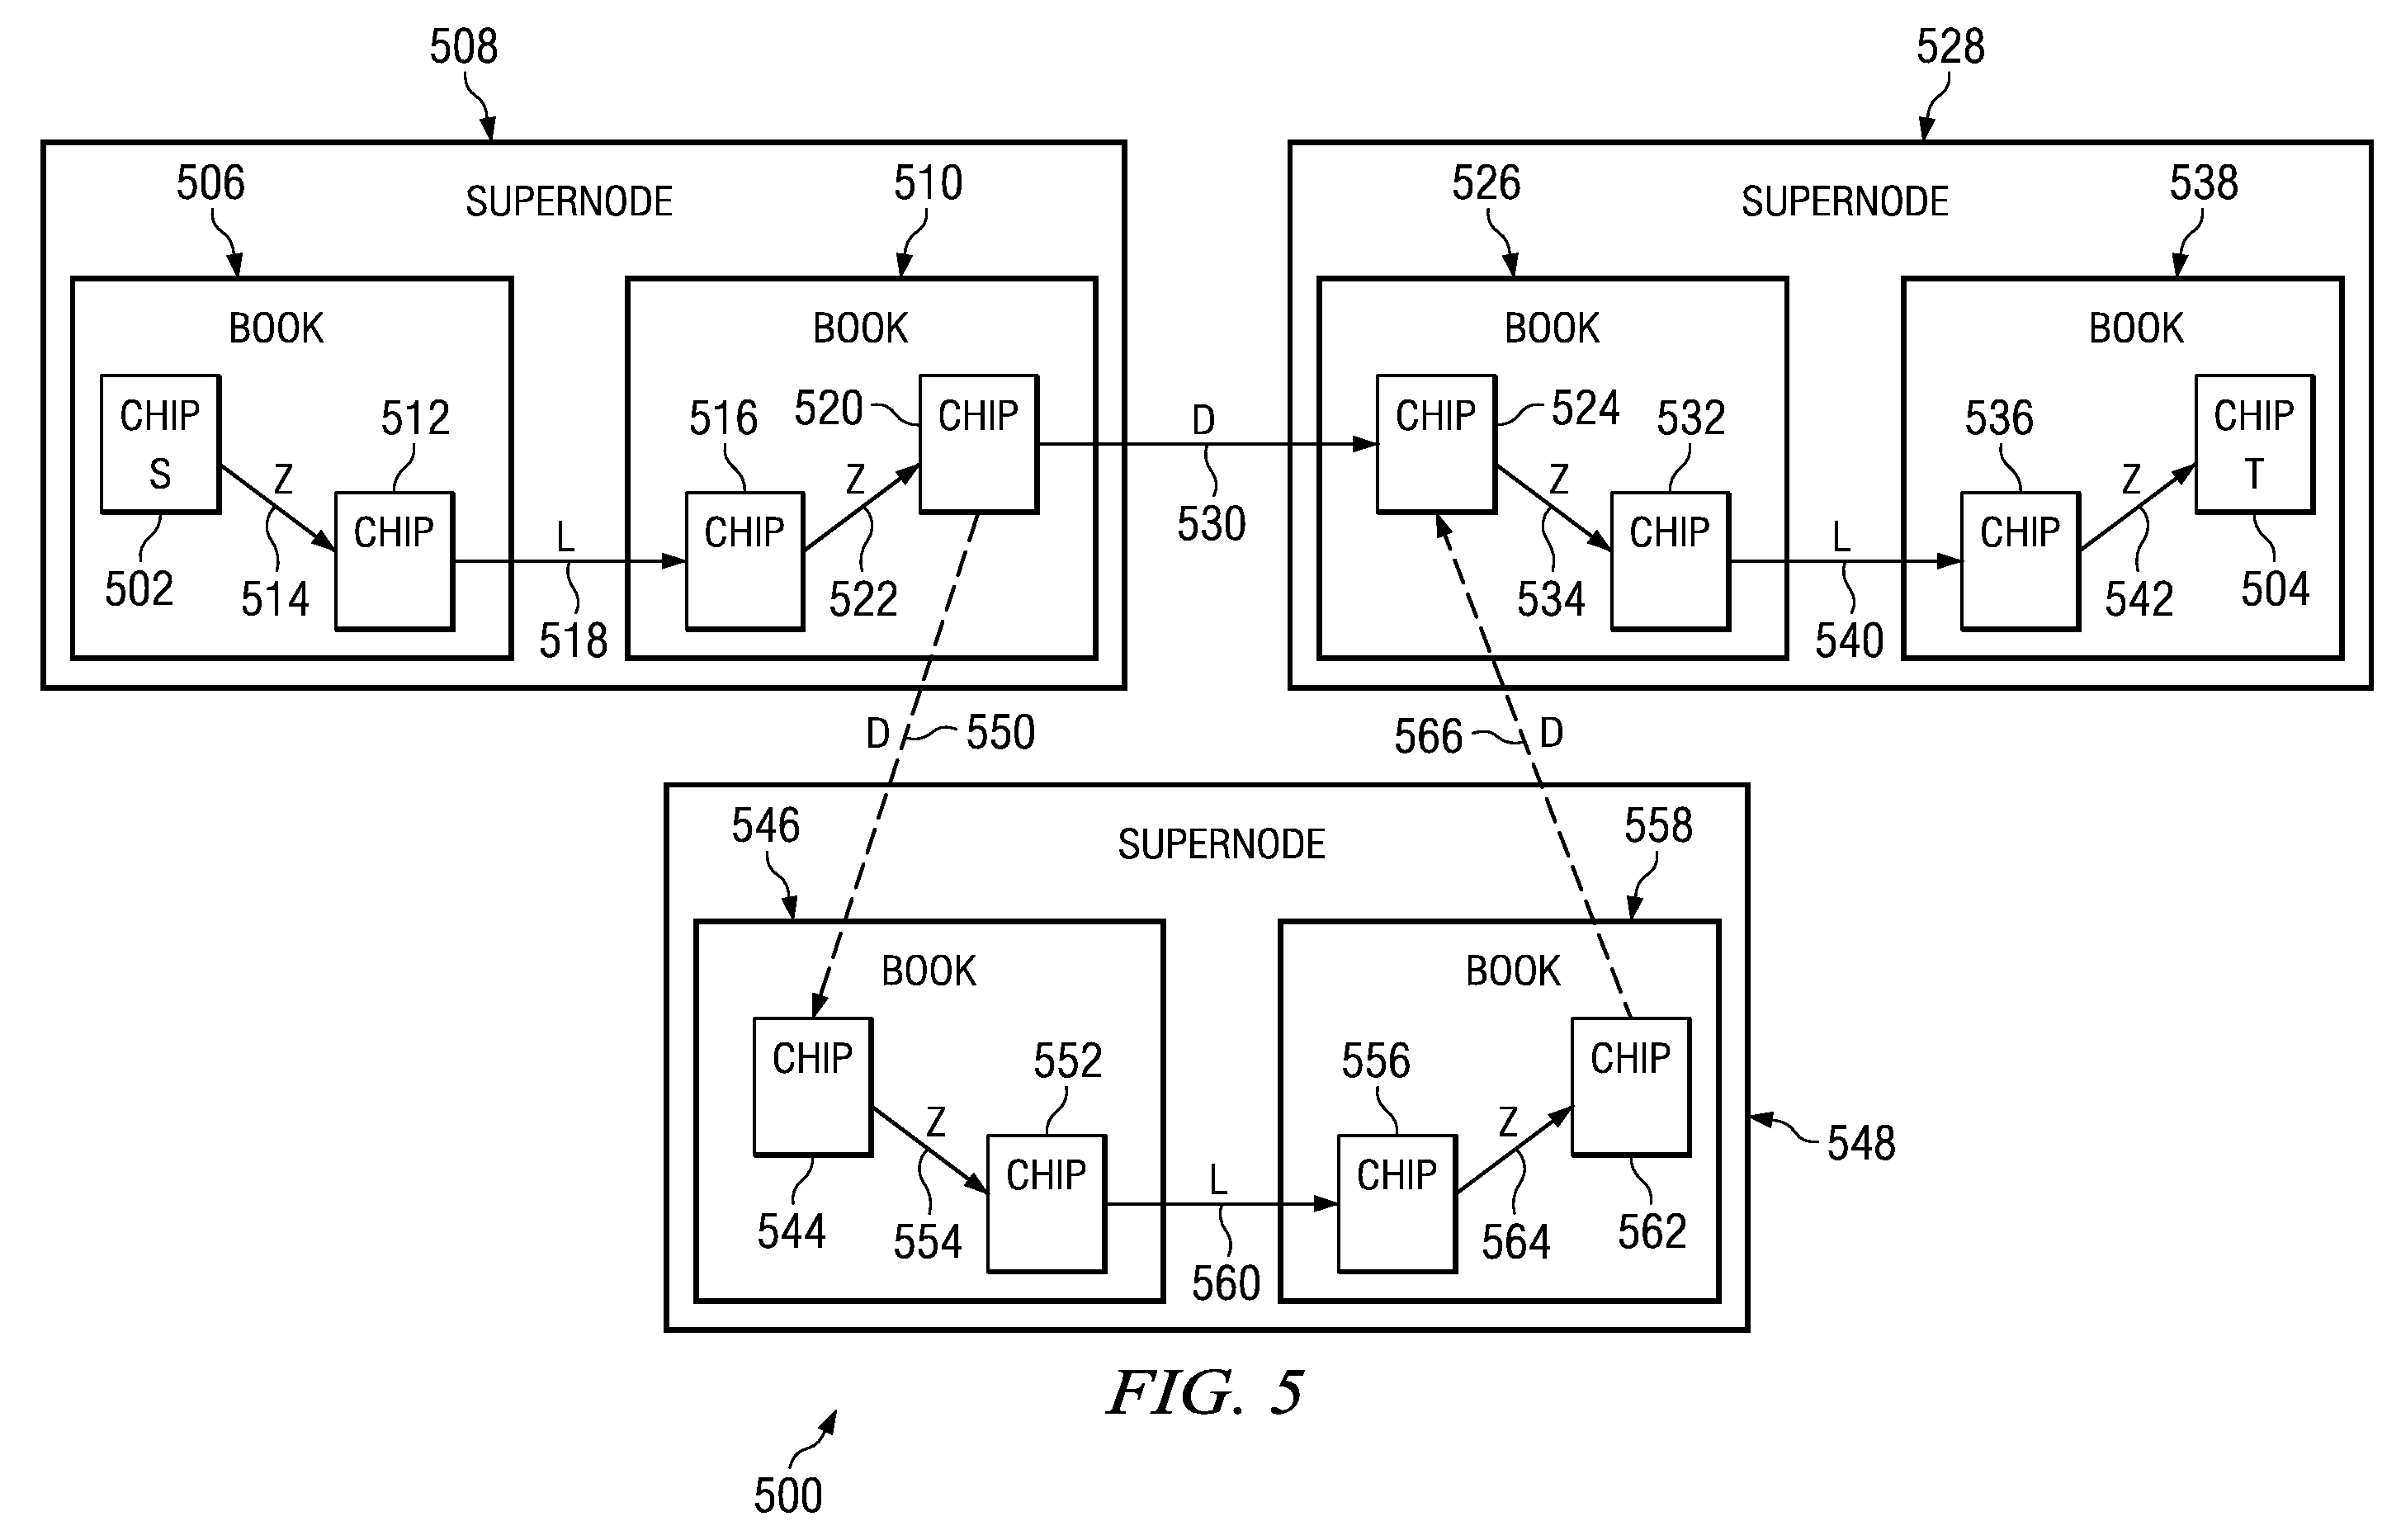 508
528
506
SUPERNODE
510
526
SUPERNODE
538
BOOK
BOOK
BOOK
BOOK
CHIP
S
512
516
520
CHIP
D
530
CHIP
524
532
536
CHIP
T
Z
CHIP
502
514
L
518
CHIP
Z
522
Z
534
CHIP
L
540
CHIP
Z
542
504
D
550
566
D
546
SUPERNODE
558
BOOK
BOOK
CHIP
552
556
CHIP
Z
CHIP
544
554
L
560
CHIP
Z
564
562
548
FIG. 5
500